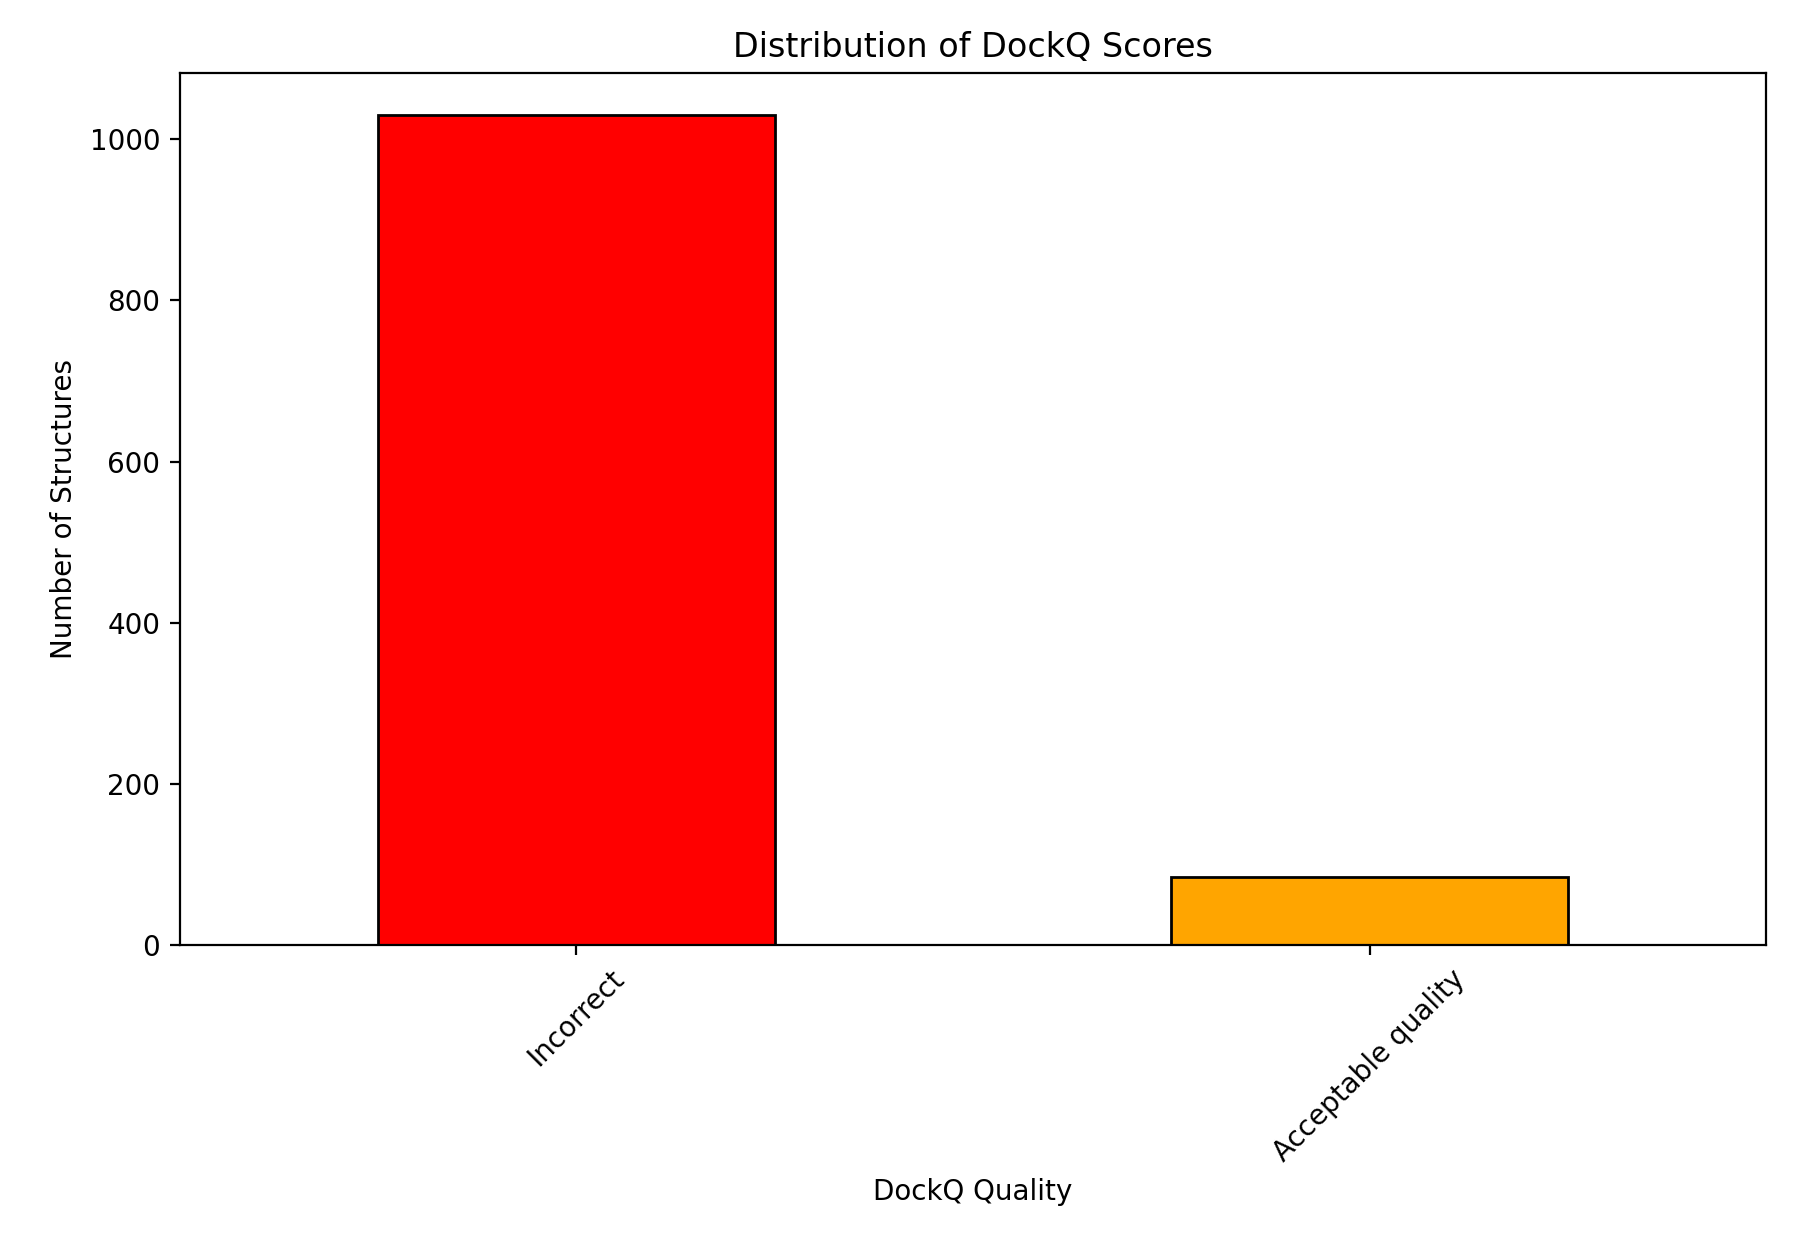 Distribution of DockQ Scores
Number of Structures
1000
800
600
400
200
0
Incorrect
Acceptable quality
DockQ Quality